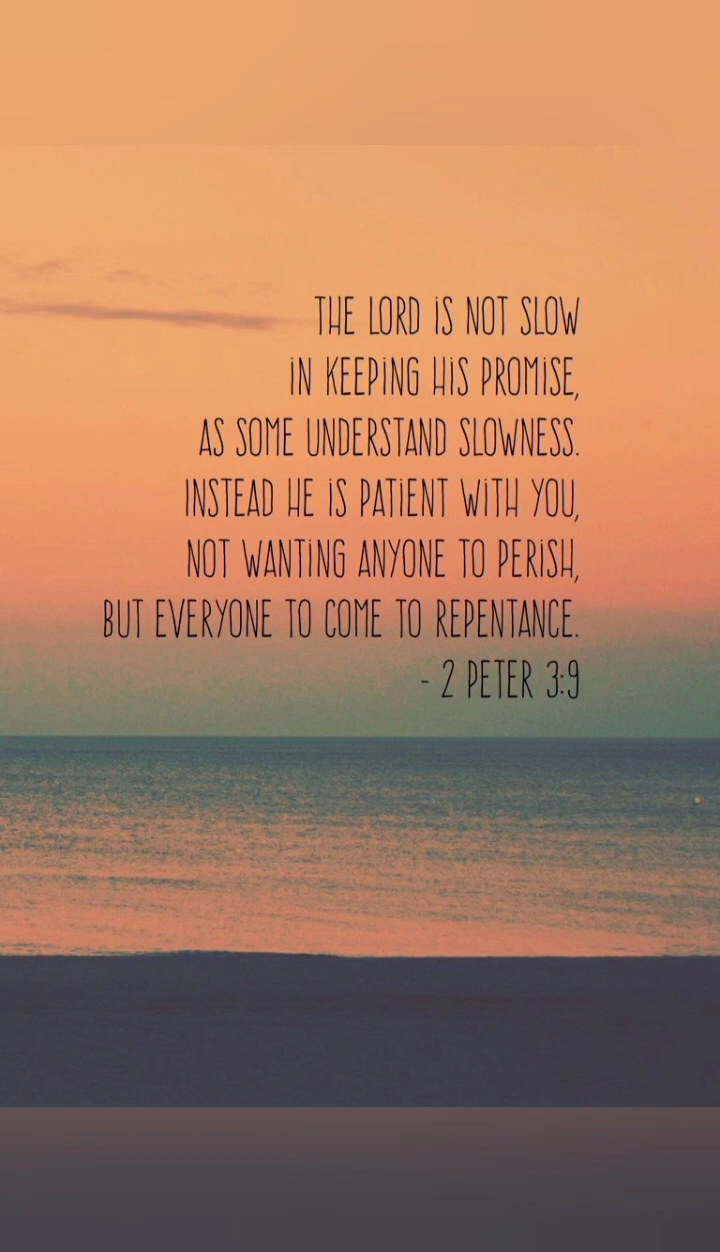 THE LORD IS NOT SLOW
IN KEEPING HIS PROMISE,
AS SOME UNDERSTAND SLOWNESS.
INSTEAD HE IS PATIENT WITH YOU,
NOT WANTING ANYONE TO PERISH,
BUT EVERYONE TO COME TO REPENTANCE.
- 2 PETER 3:9